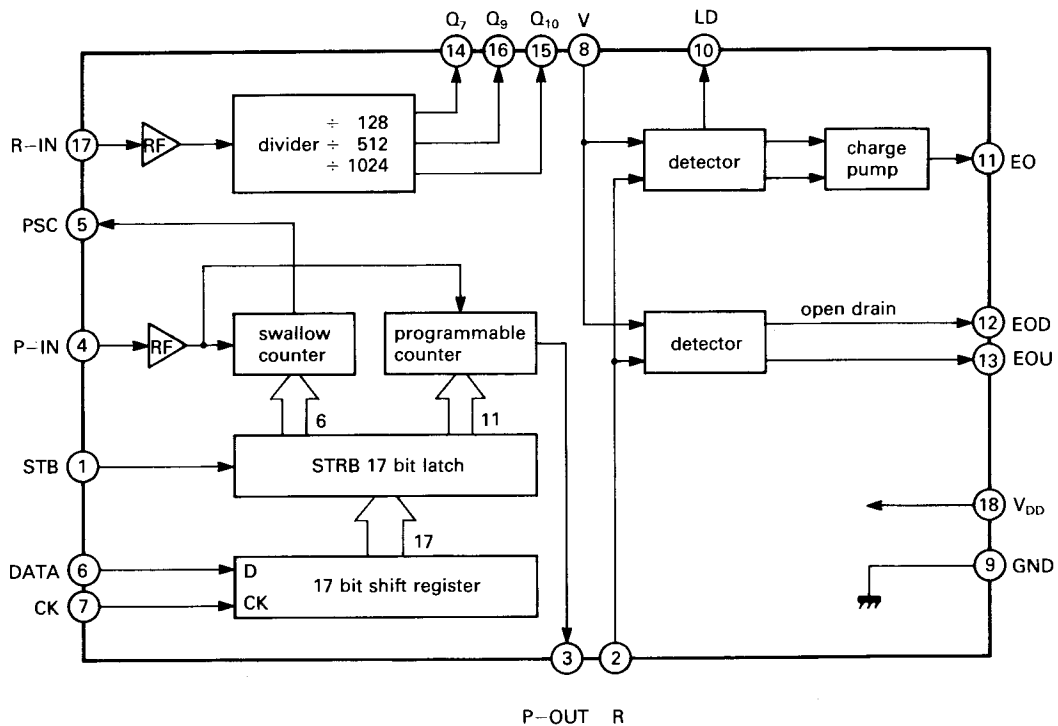 Q₇ Q₉ Q₁₀ V LD
14 16 15 8 10
R-IN 17 RF
divider ÷ 128
÷ 512
÷ 1024
detector
charge
pump
11 EO
PSC 5
P-IN 4 RF
swallow
counter
programmable
counter
detector
open drain
12 EOD
13 EOU
6
11
STB 1
STRB 17 bit latch
17
18 V_DD
9 GND
DATA 6
D
17 bit shift register
CK 7
CK
3 2
P-OUT R